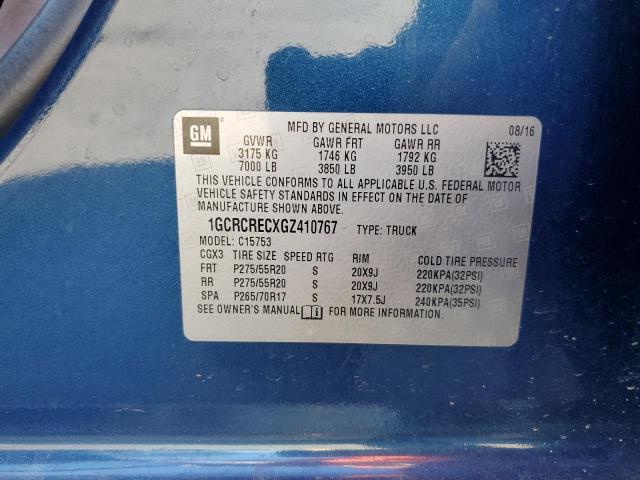 GM
MFD BY GENERAL MOTORS LLC 08/16
GVWR GAWR FRT GAWR RR
3175 KG 1746 KG 1792 KG
7000 LB 3850 LB 3950 LB
THIS VEHICLE CONFORMS TO ALL APPLICABLE U.S. FEDERAL MOTOR
VEHICLE SAFETY STANDARDS IN EFFECT ON THE DATE OF
MANUFACTURE SHOWN ABOVE.
1GCRCRECXGZ410767 TYPE: TRUCK
MODEL: C15753
CGX3 TIRE SIZE SPEED RTG RIM COLD TIRE PRESSURE
FRT P275/55R20 S 20X9J 220KPA(32PSI)
RR P275/55R20 S 20X9J 220KPA(32PSI)
SPA P265/70R17 S 17X7.5J 240KPA(35PSI)
SEE OWNER'S MANUAL FOR MORE INFORMATION.